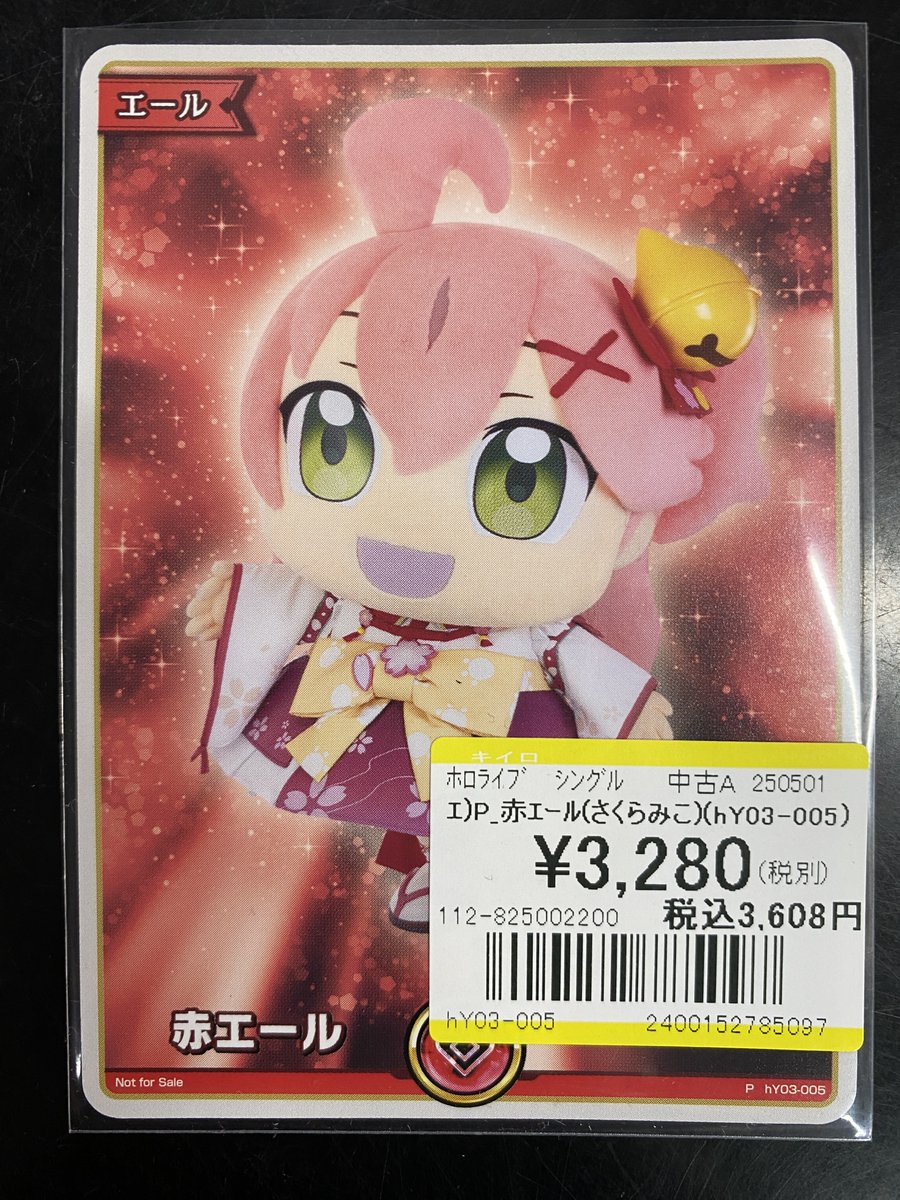 エール
キイロ
ホロライブ シングル 中古A 250501
エ)P_赤エール(さくらみこ)(hY03-005)
¥3,280(税別)
112-825002200 税込3,608円
hY03-005 2400152785097
赤エール
Not for Sale
P hY03-005